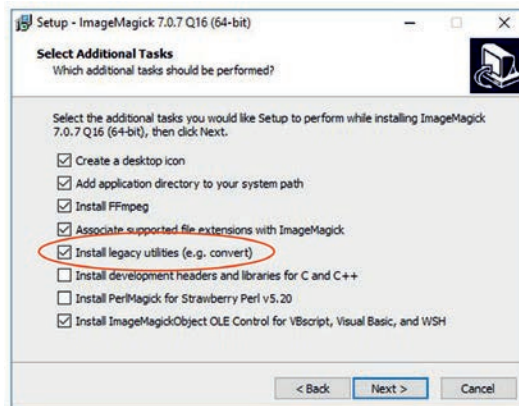 Setup - ImageMagick 7.0.7 Q16 (64-bit)
Select Additional Tasks
Which additional tasks should be performed?
Select the additional tasks you would like Setup to perform while installing ImageMagick
7.0.7 Q16 (64-bit), then click Next.
Create a desktop icon
Add application directory to your system path
Install FFmpeg
Associate supported file extensions with ImageMagick
Install legacy utilities (e.g. convert)
Install development headers and libraries for C and C++
Install PerlMagick for Strawberry Perl v5.20
Install ImageMagickObject OLE Control for VBscript, Visual Basic, and WSH
< Back Next > Cancel